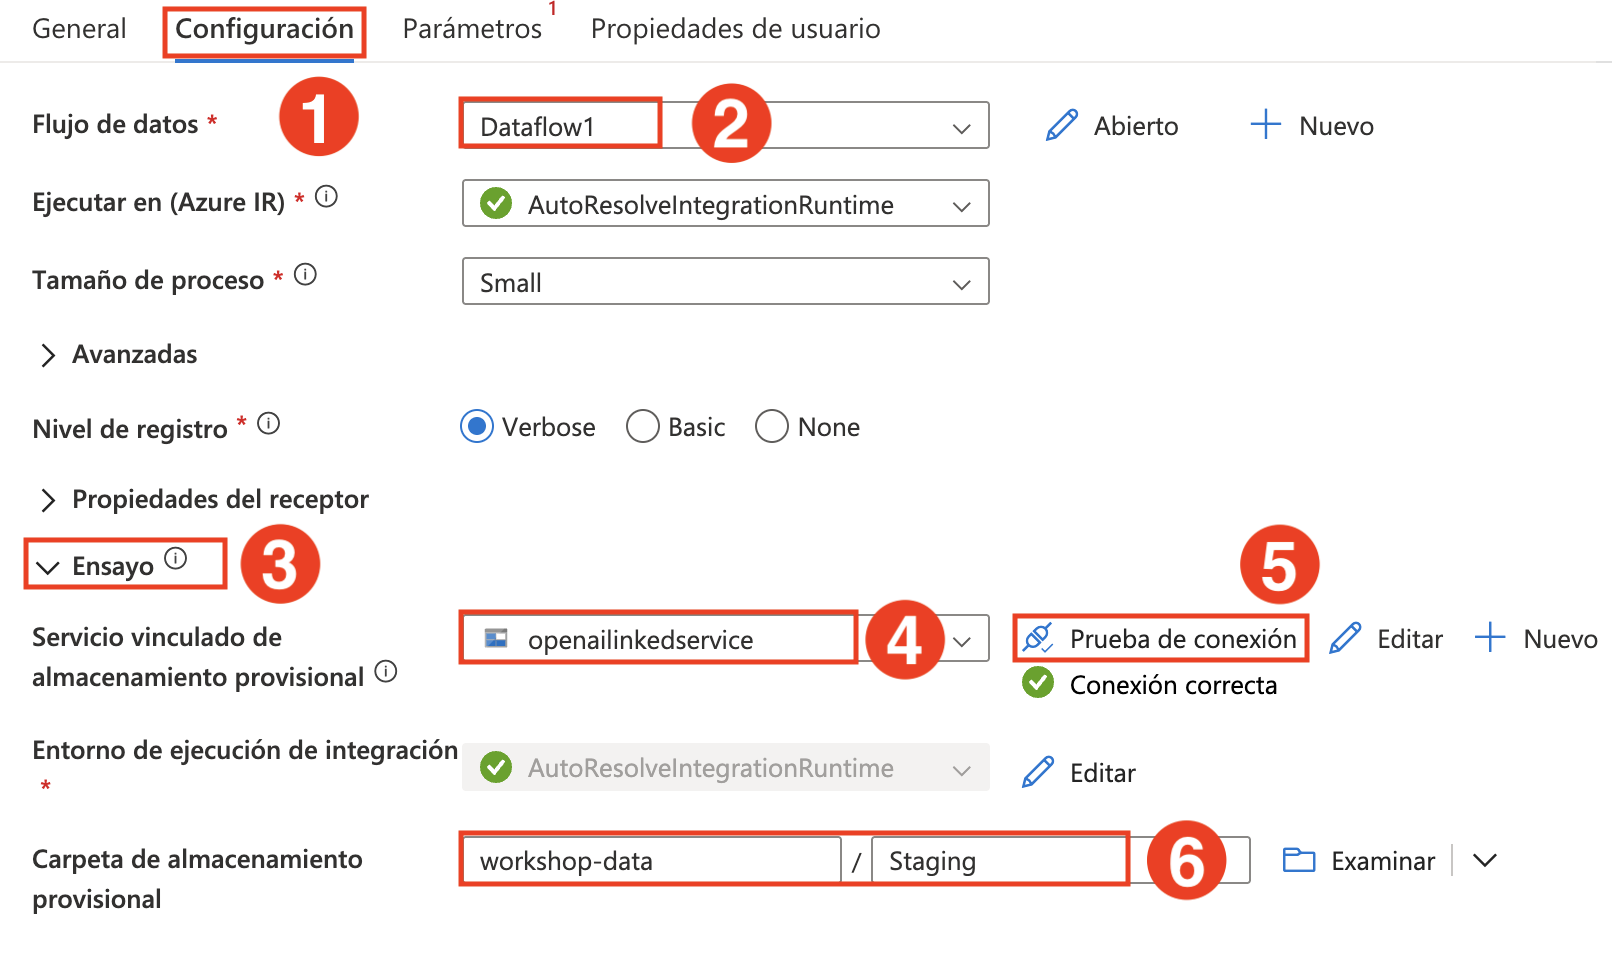 General Configuración Parámetros 1 Propiedades de usuario
1
Flujo de datos * Dataflow1 2 Abierto Nuevo
Ejecutar en (Azure IR) * AutoResolveIntegrationRuntime
Tamaño de proceso * Small
Avanzadas
Nivel de registro * Verbose Basic None
Propiedades del receptor
Ensayo 3 5
Servicio vinculado de
almacenamiento provisional
openailinkedservice 4 Prueba de conexión Editar Nuevo
Conexión correcta
Entorno de ejecución de integración
*
AutoResolveIntegrationRuntime Editar
Carpeta de almacenamiento
provisional
workshop-data / Staging 6 Examinar